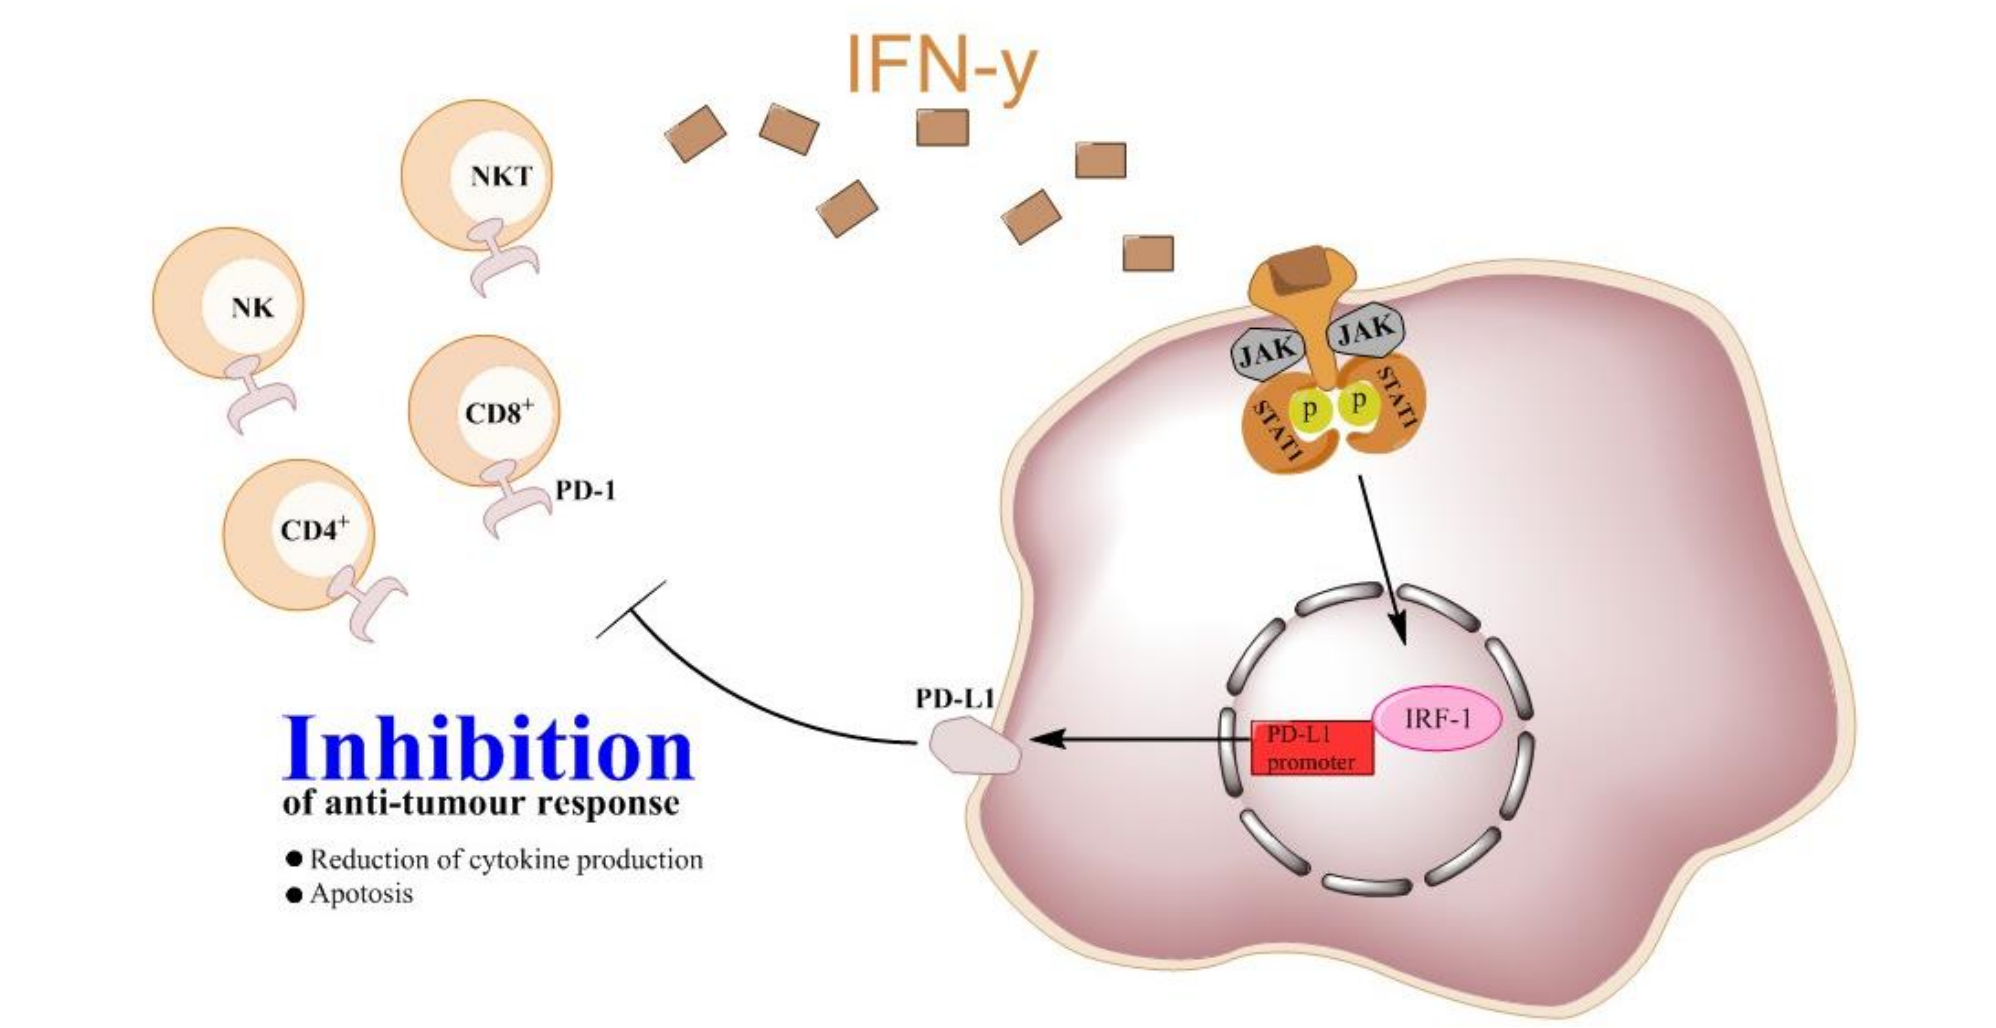 IFN-y
NKT
NK
CD8+
PD-1
CD4+
JAK
JAK
STAT1
P
P
STAT1
PD-L1
IRF-1
PD-L1
promoter
Inhibition
of anti-tumour response
● Reduction of cytokine production
● Apotosis